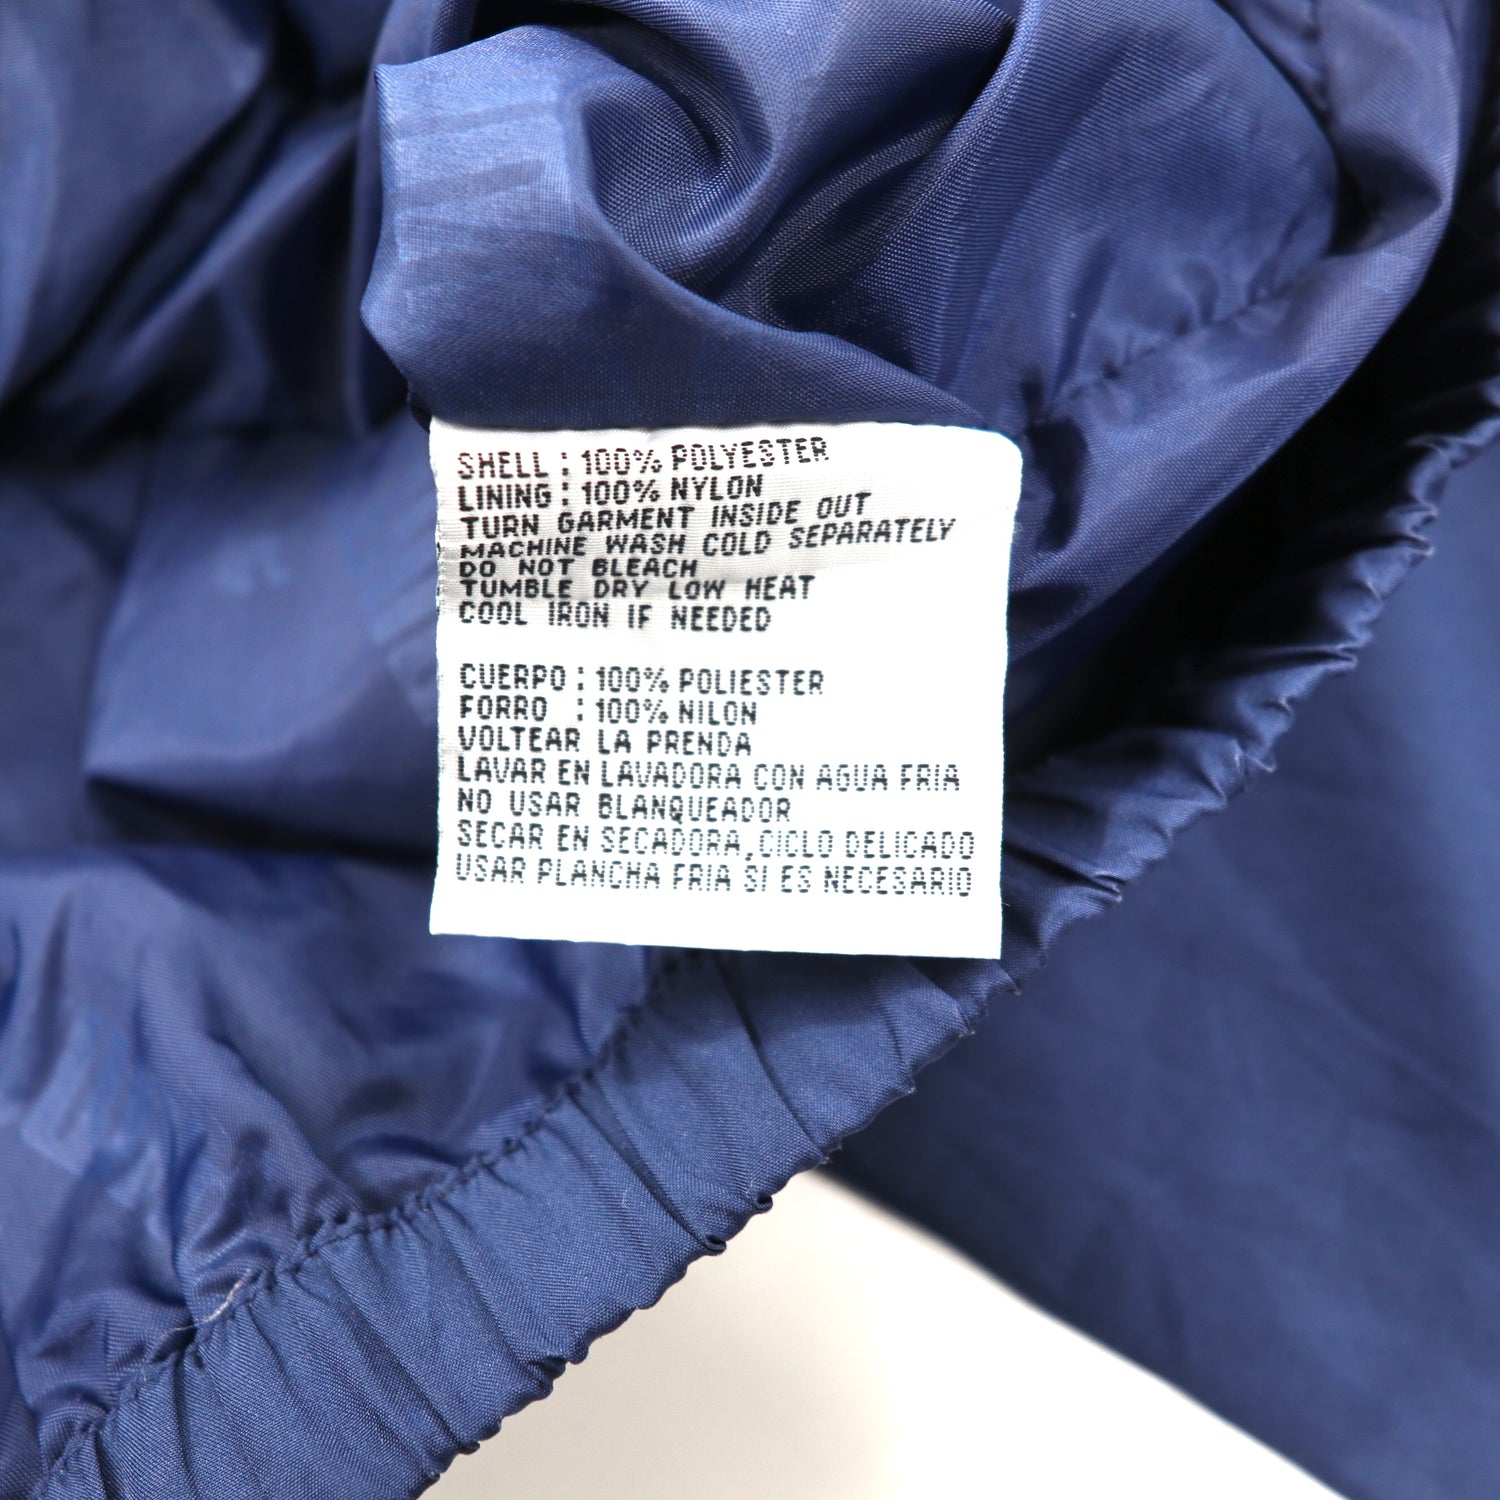 SHELL : 100% POLYESTER
LINING : 100% NYLON
TURN GARMENT INSIDE OUT
MACHINE WASH COLD SEPARATELY
DO NOT BLEACH
TUMBLE DRY LOW HEAT
COOL IRON IF NEEDED
CUERPO : 100% POLIESTER
FORRO : 100% NILON
VOLTEAR LA PRENDA
LAVAR EN LAVADORA CON AGUA FRIA
NO USAR BLANQUEADOR
SECAR EN SECADORA, CICLO DELICADO
USAR PLANCHA FRIA SI ES NECESARIO